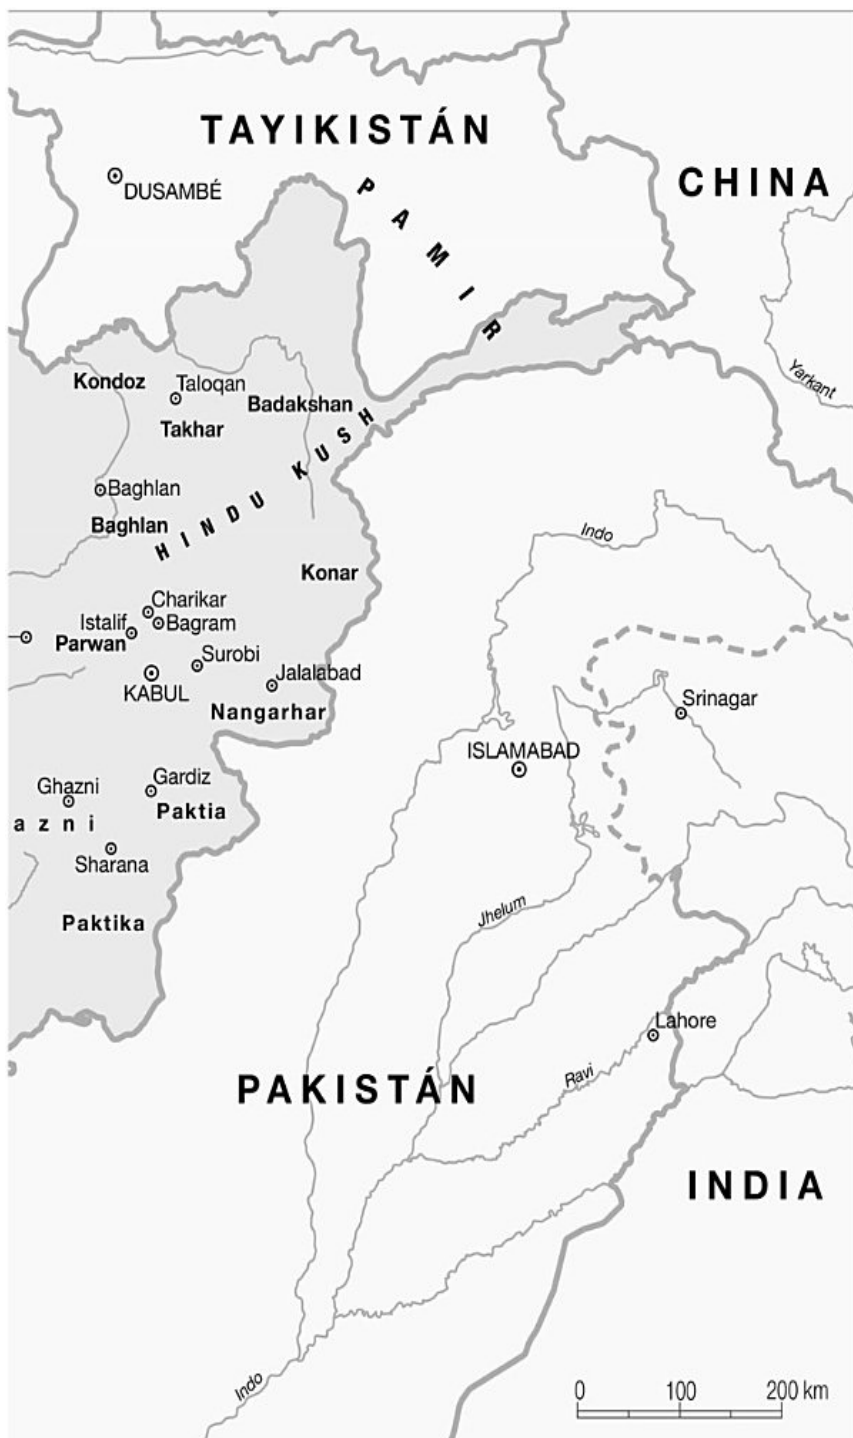 TAYIKISTÁN
DUSAMBÉ
PAMIR
CHINA
Yarkant
Kondoz
Taloqan
Badakshan
Takhar
HINDU KUSH
Baghlan
Baghlan
Indo
Konar
Charikar
Istalif
Bagram
Parwan
Surobi
KABUL
Jalalabad
Nangarhar
Srinagar
ISLAMABAD
Ghazni
Gardiz
Paktia
azni
Sharana
Paktika
Jhelum
Lahore
Ravi
PAKISTÁN
INDIA
Indo
0 100 200 km